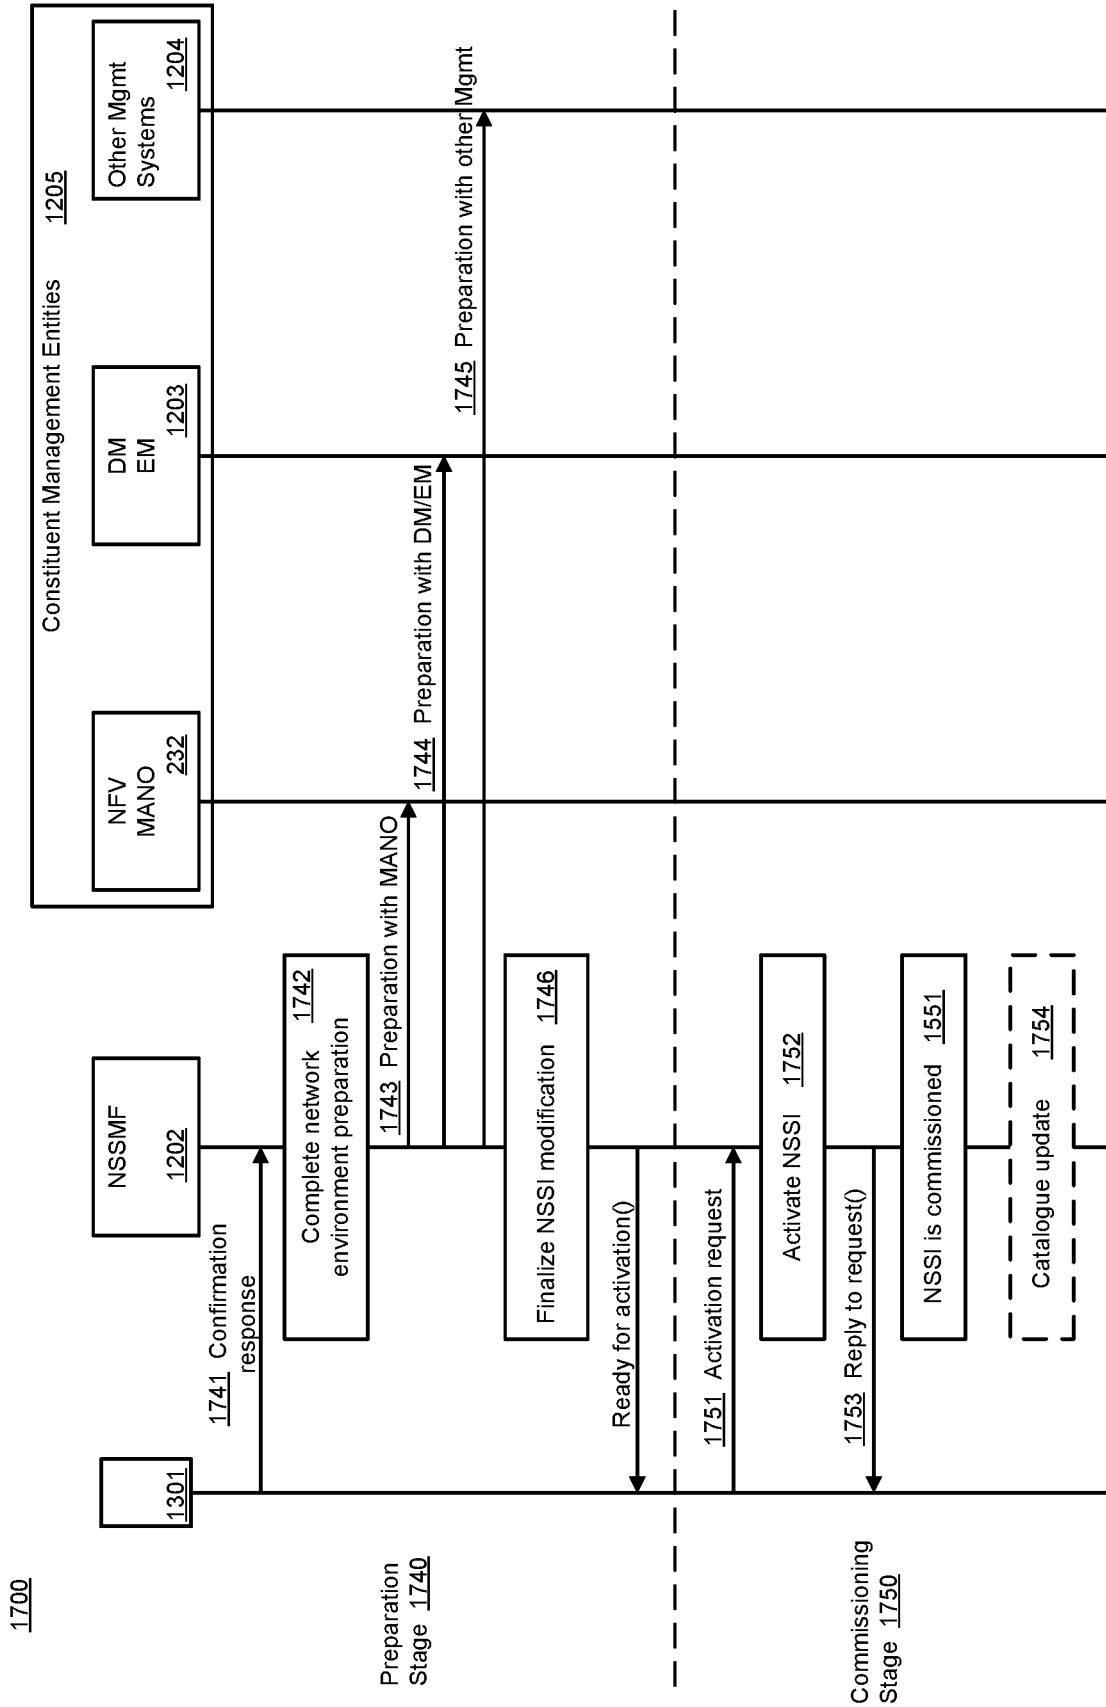 1700
Constituent Management Entities
1205
1301
NSSMF
1202
NFV
MANO
232
DM
EM
1203
Other Mgmt
Systems
1204
1741 Confirmation
response
Complete network
environment preparation
1742
Preparation
Stage 1740
1743 Preparation with MANO
1744 Preparation with DM/EM
1745 Preparation with other Mgmt
Finalize NSSI modification 1746
Ready for activation()
1751 Activation request
Activate NSSI 1752
Commissioning
Stage 1750
1753 Reply to request()
NSSI is commissioned 1551
Catalogue update 1754